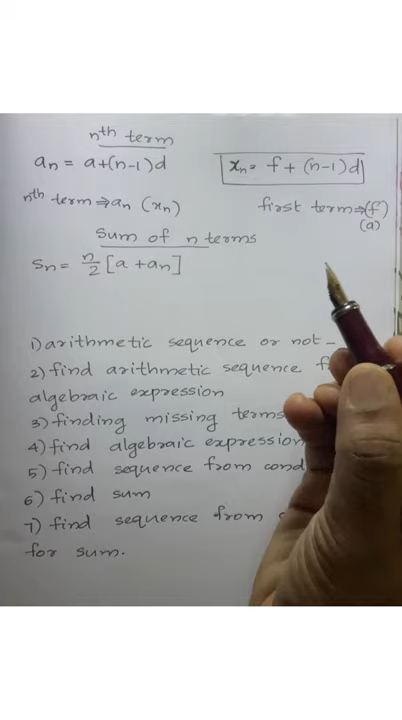 nth term
an = a+(n-1)d
xn = f + (n-1)d
nth term ⇒ an (xn)
first term ⇒ (f)
(a)
Sum of n terms
Sn = n/2 [a + an]
1) arithmetic sequence or not -
2) find arithmetic sequence f
algebraic expression
3) finding missing terms
4) find algebraic expression
5) find sequence from cond
6) find sum
7) find sequence from
for sum.